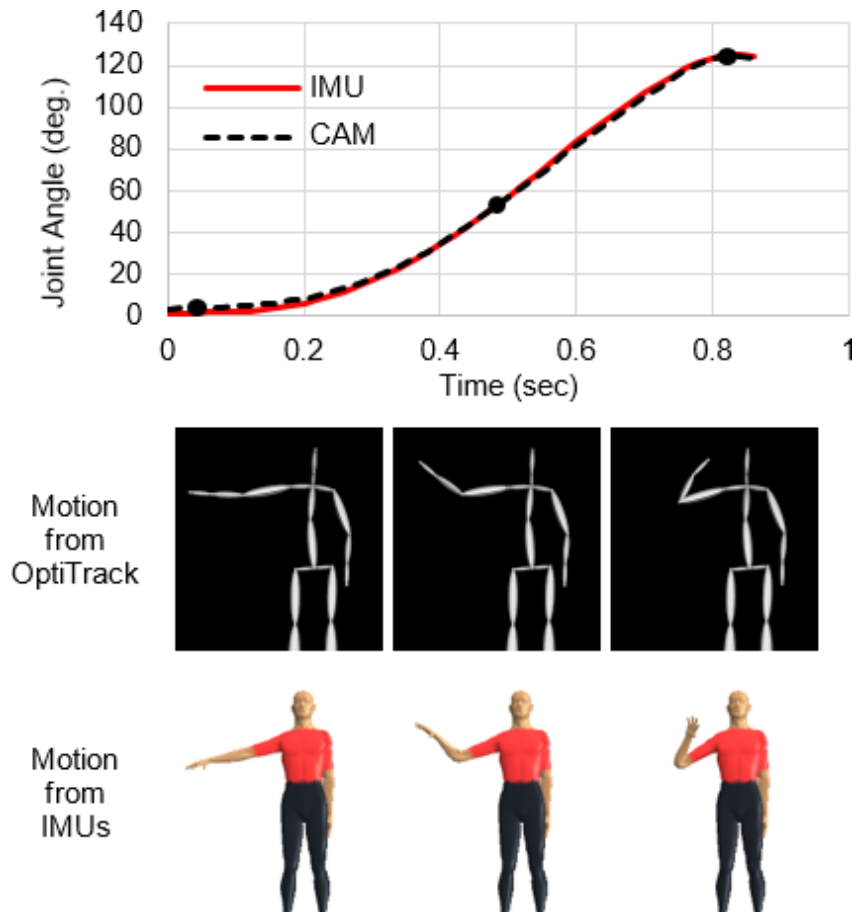 140
120
100
80
60
40
20
0
Joint Angle (deg.)
IMU
CAM
0 0.2 0.4 0.6 0.8 1
Time (sec)
Motion
from
OptiTrack
Motion
from
IMUs